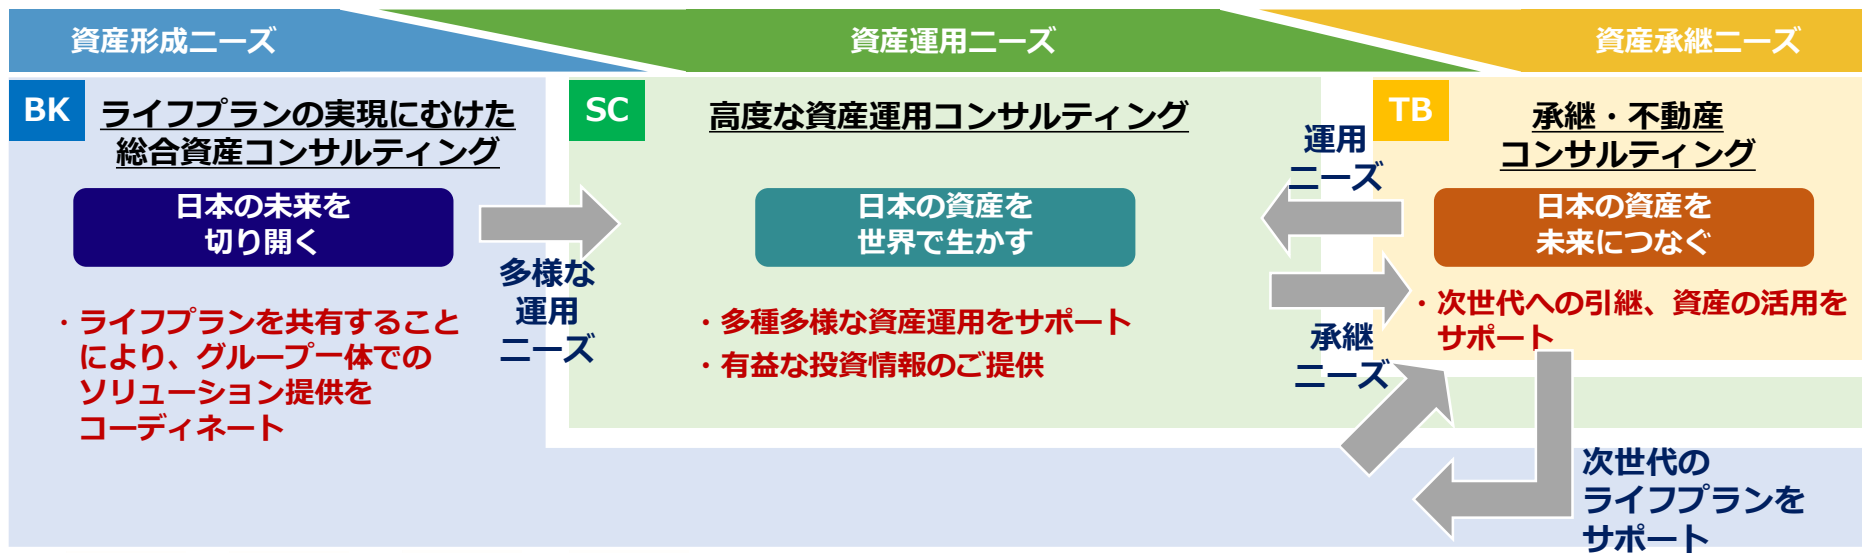 資産形成ニーズ
資産運用ニーズ
資産承継ニーズ
BK
ライフプランの実現にむけた
総合資産コンサルティング
日本の未来を
切り開く
・ライフプランを共有すること
により、グループ一体での
ソリューション提供を
コーディネート
多様な
運用
ニーズ
SC
高度な資産運用コンサルティング
日本の資産を
世界で生かす
・多種多様な資産運用をサポート
・有益な投資情報のご提供
運用
ニーズ
承継
ニーズ
TB
承継・不動産
コンサルティング
日本の資産を
未来につなぐ
・次世代への引継、資産の活用を
サポート
次世代の
ライフプランを
サポート